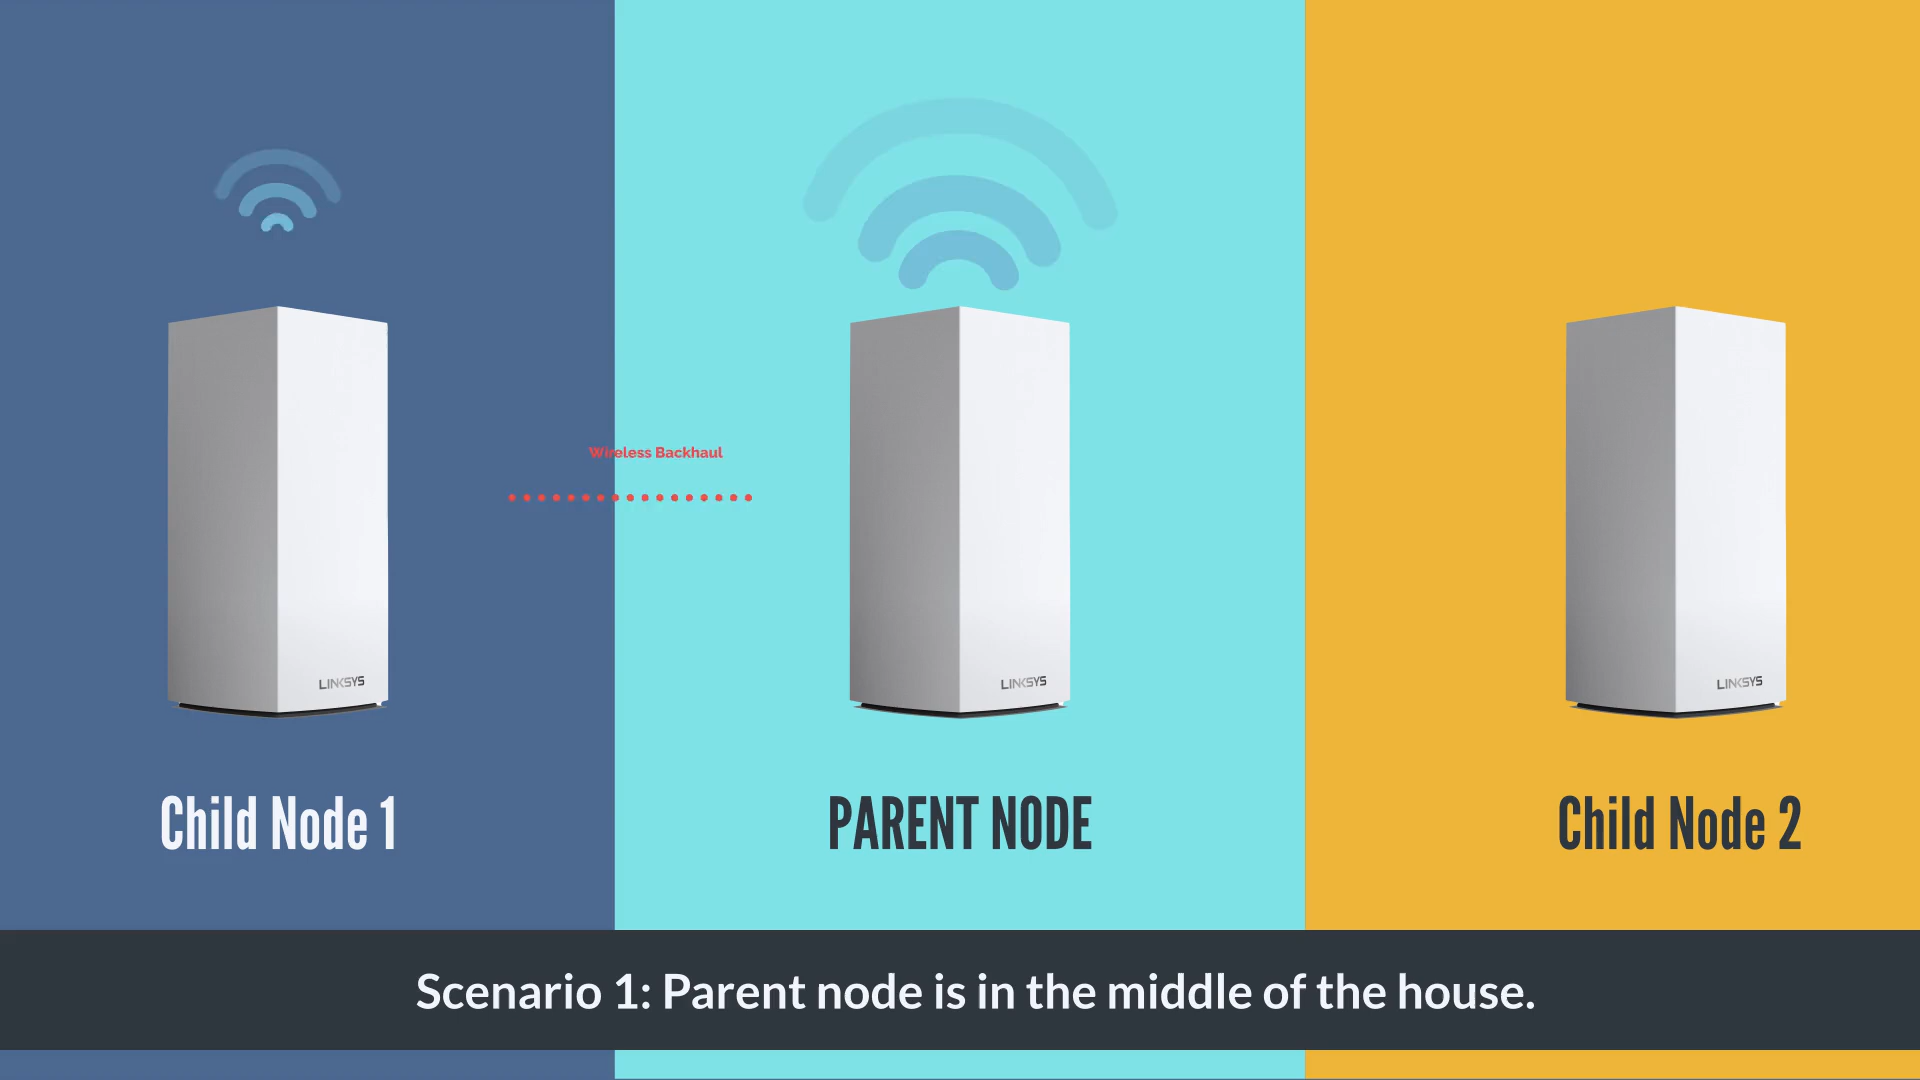 Wireless Backhaul
LINKSYS
LINKSYS
LINKSYS
Child Node 1
PARENT NODE
Child Node 2
Scenario 1: Parent node is in the middle of the house.